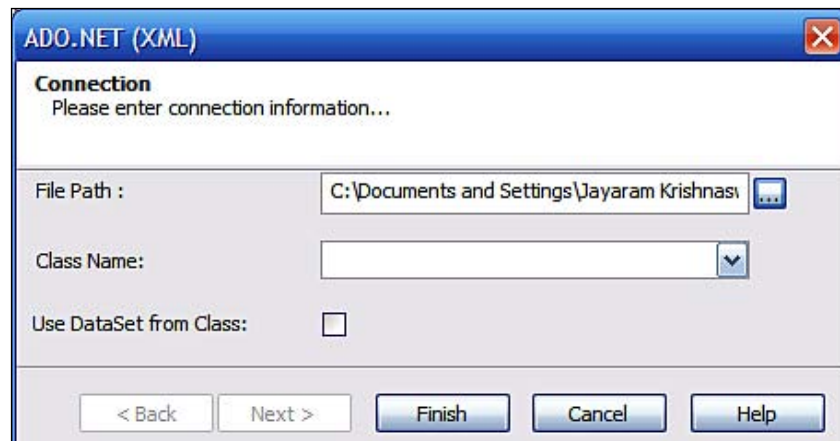 ADO.NET (XML)
Connection
Please enter connection information...
File Path : C:\Documents and Settings\Jayaram
...
Class Name:
Use DataSet from Class:
< Back Next > Finish Cancel Help